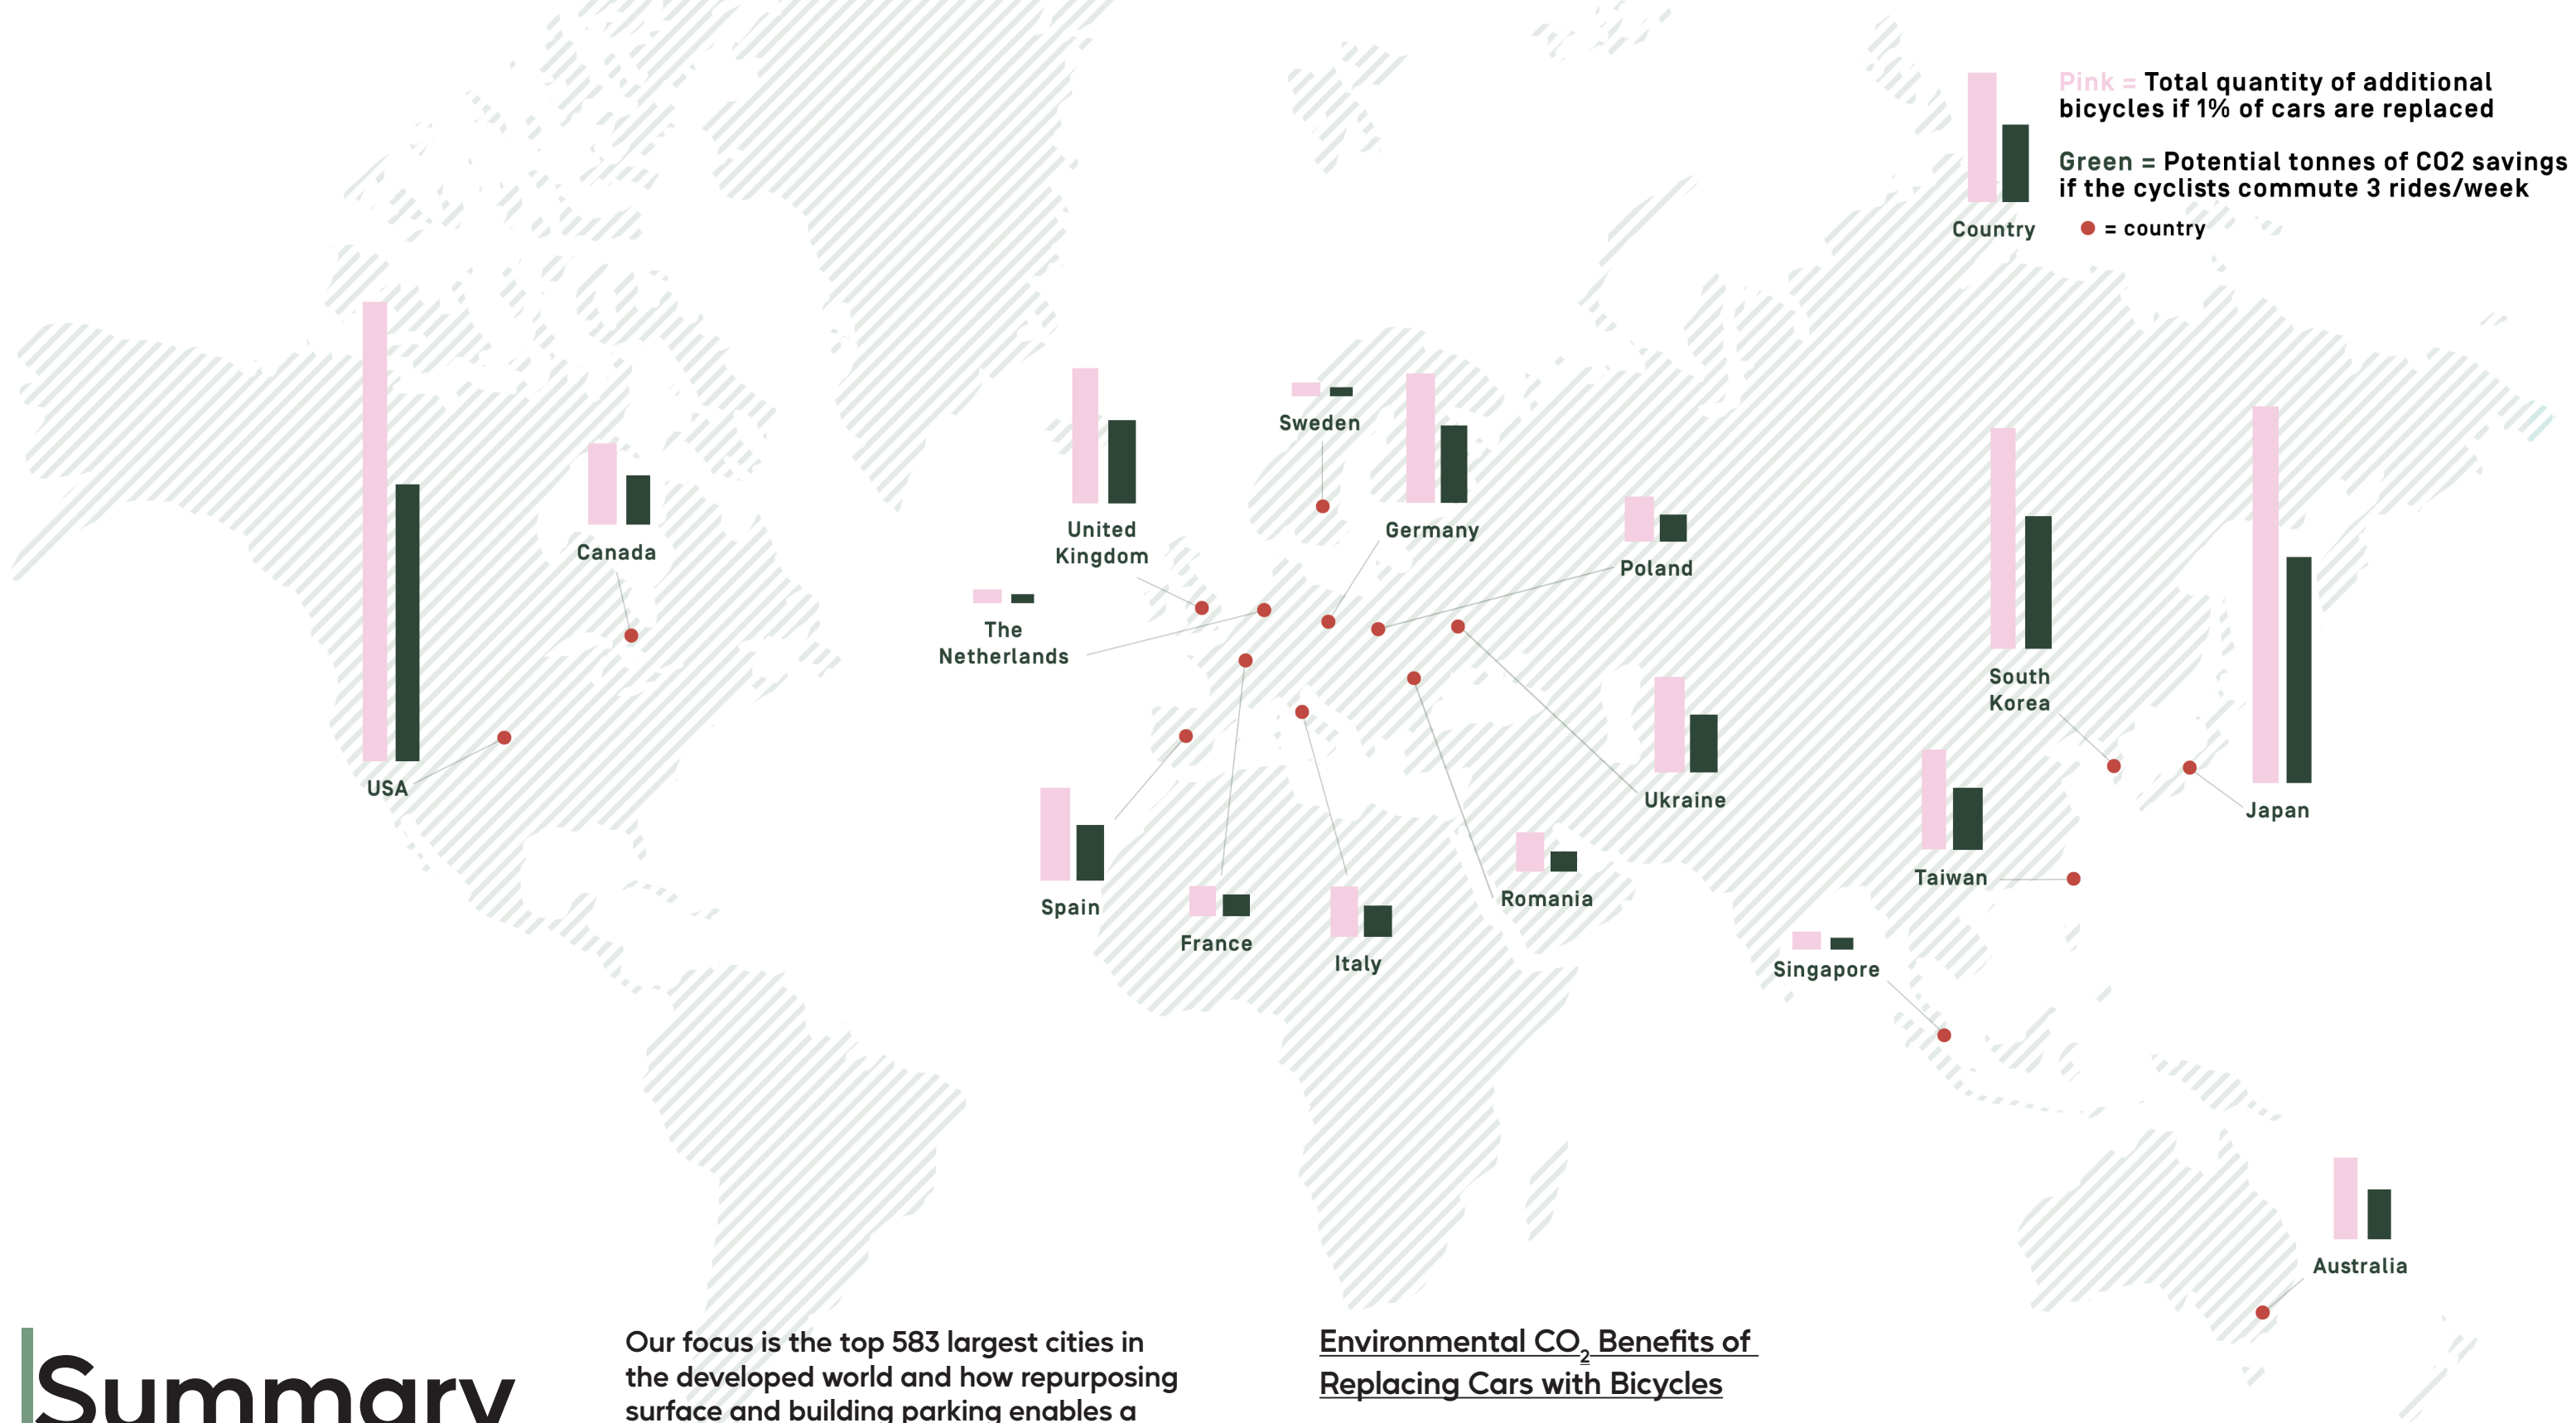 Pink = Total quantity of additional
bicycles if 1% of cars are replaced
Green = Potential tonnes of CO2 savings
if the cyclists commute 3 rides/week
Country
= country
USA
Canada
United
Kingdom
Sweden
Germany
Poland
The
Netherlands
South
Korea
Japan
Ukraine
Taiwan
Spain
France
Italy
Romania
Singapore
Australia
Summary
Our focus is the top 583 largest cities in
the developed world and how repurposing
surface and building parking enables a
Environmental CO₂ Benefits of
Replacing Cars with Bicycles